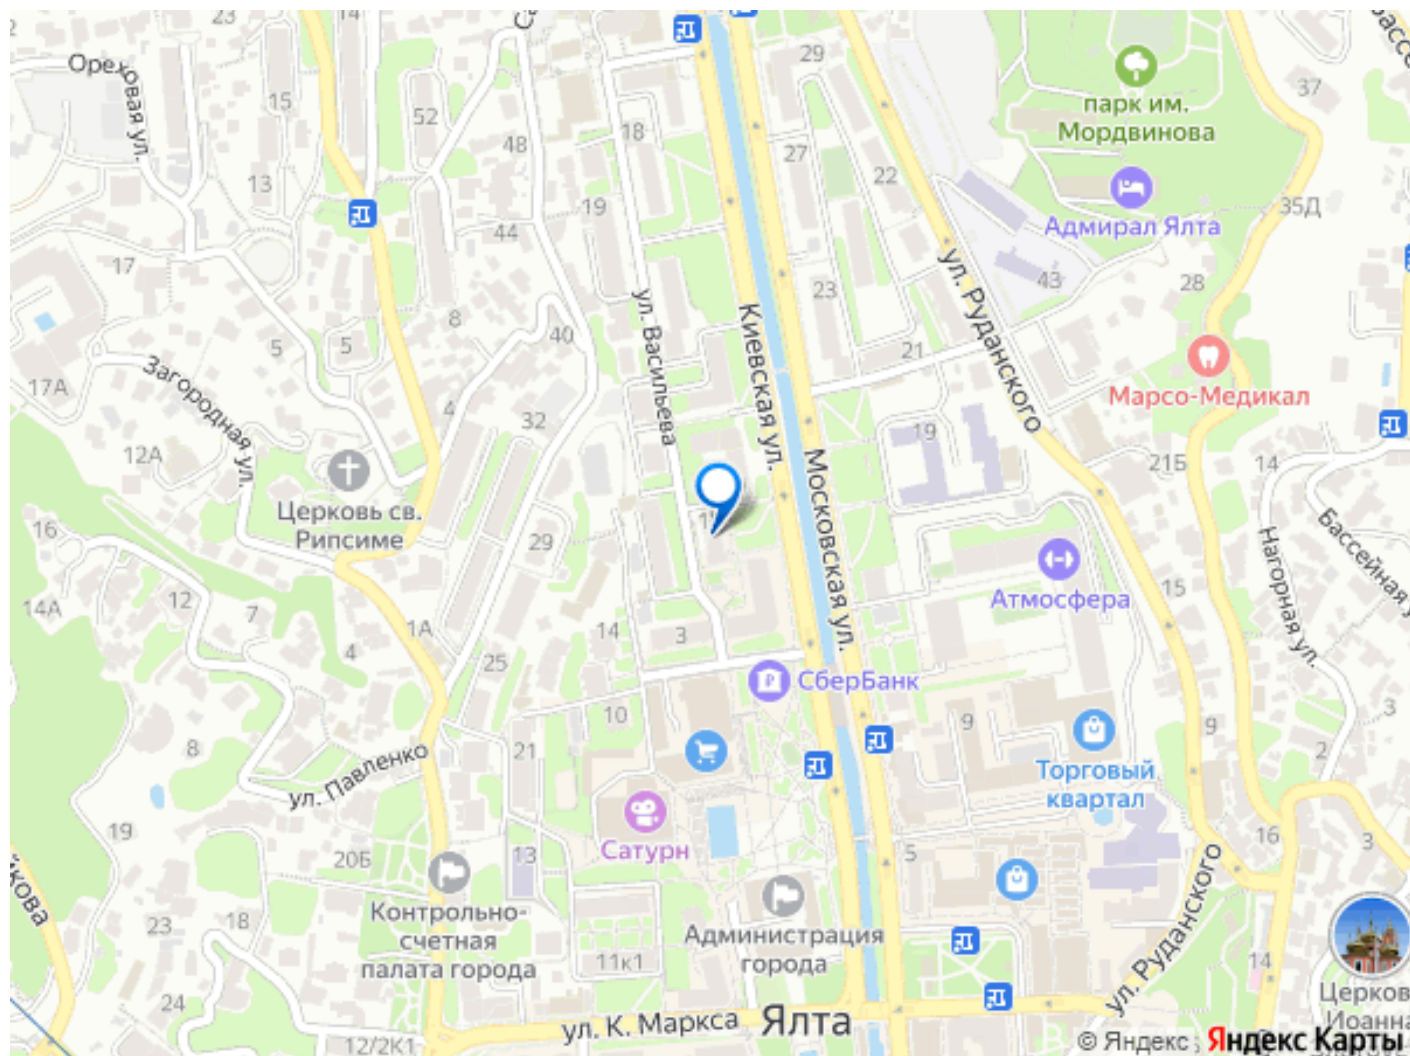 23
14
Ореховая ул.
15
52
48
18
29
27
22
парк им.
Мордвинова
37
Адмирал Ялта
35Д
13
19
44
17
43
28
23
ул. Руданского
ул. Васильева
Киевская ул.
8
40
5
5
21
Марсо-Медикал
17А
Загородная ул.
4
32
19
12А
21Б
14
Московская ул.
Церковь св.
Рипсиме
16
29
Нагорная ул.
Бассейная у
Атмосфера
15
14А
12
7
1А
14
3
4
25
СберБанк
10
9
9
3
8
21
2
ул. Павленко
Торговый
квартал
19
20Б
Сатурн
13
5
16
3
кова
Контрольно-
счетная
палата города
18
23
Администрация
города
11к1
ул. Руданского
14
24
Церков
Иоанна
ул. К. Маркса
Ялта
12/2К1
© Яндекс
Яндекс Карты